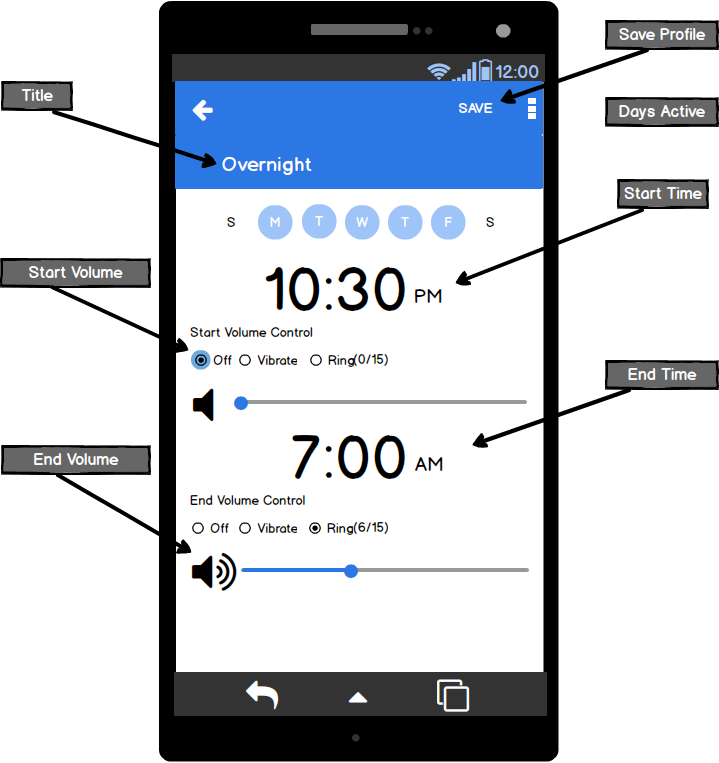 Save Profile
12:00
Title
SAVE
Days Active
Overnight
Start Time
S M T W T F S
Start Volume
10:30 PM
Start Volume Control
Off Vibrate Ring(0/15)
End Time
7:00 AM
End Volume
End Volume Control
Off Vibrate Ring(6/15)